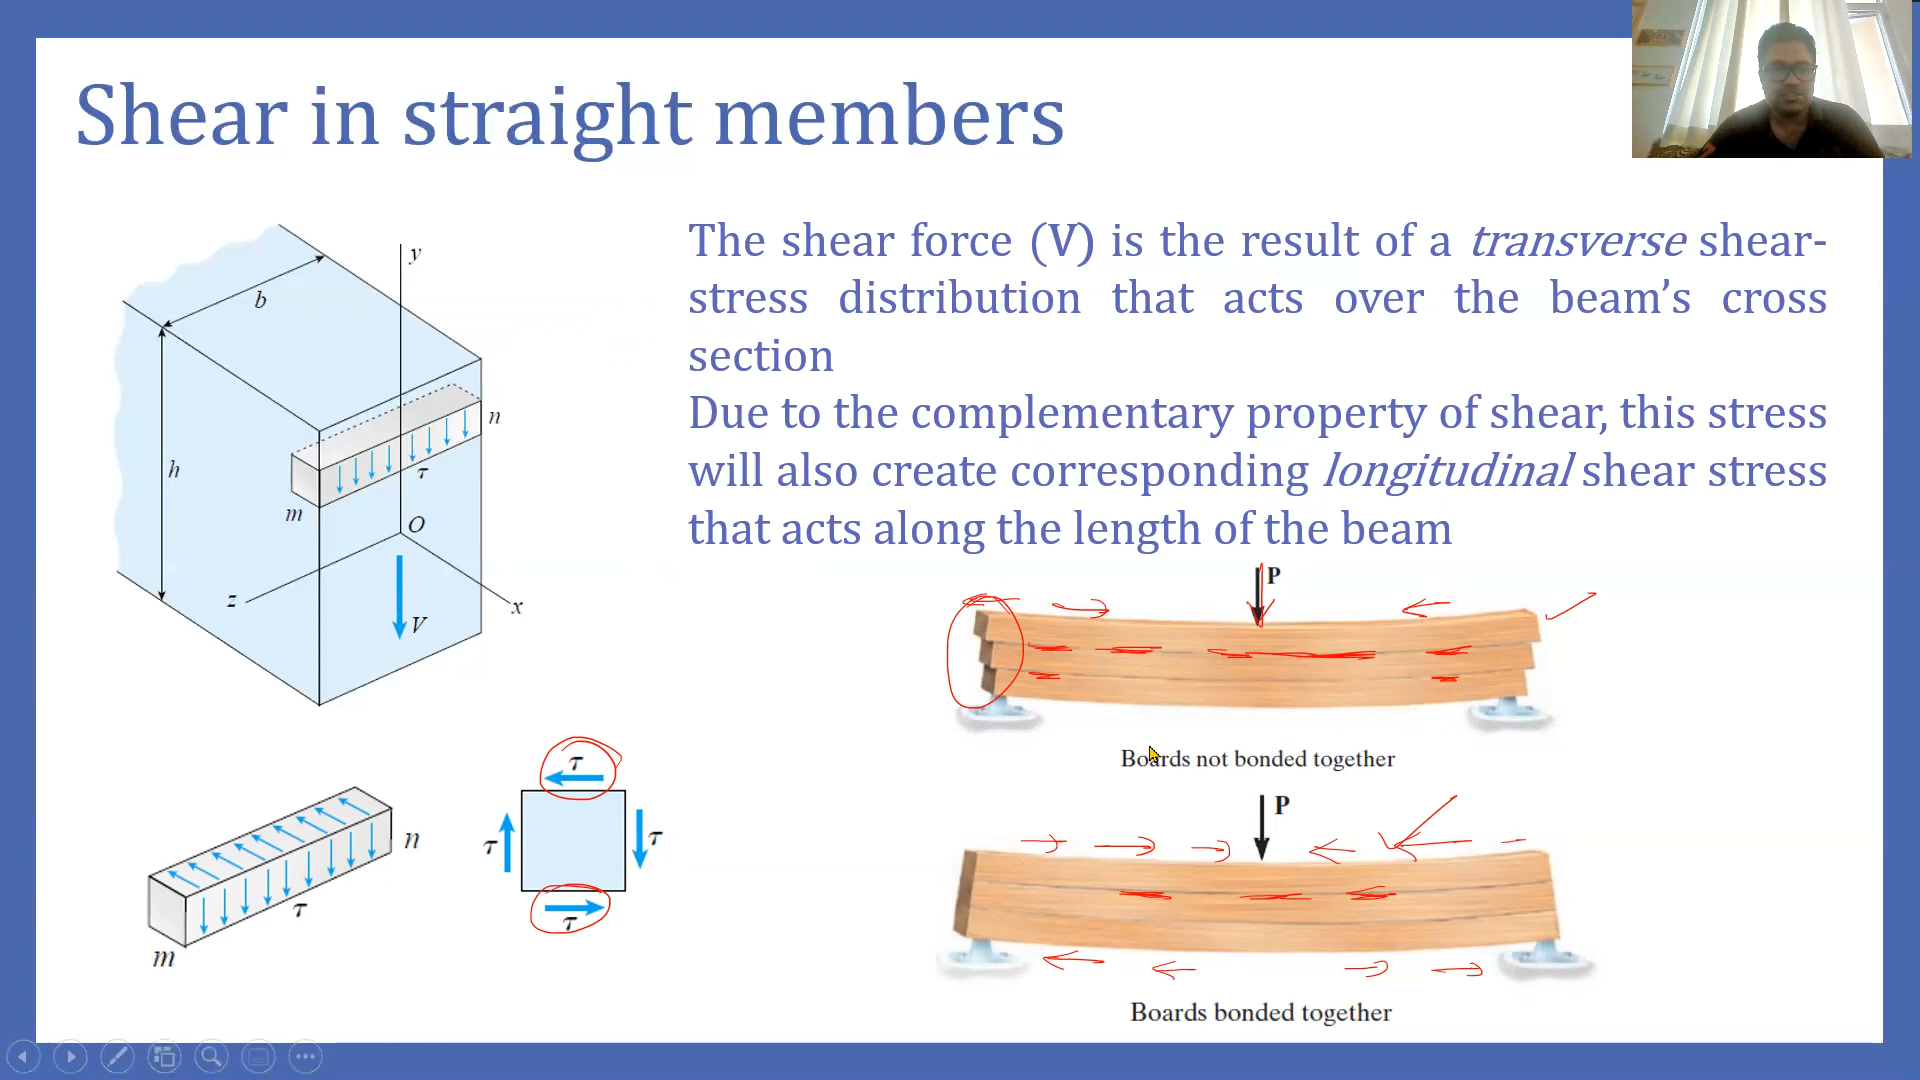 Shear in straight members
The shear force (V) is the result of a transverse shear-
stress distribution that acts over the beam’s cross
section
Due to the complementary property of shear, this stress
will also create corresponding longitudinal shear stress
that acts along the length of the beam
y
b
n
h
τ
m
O
z
x
V
P
Boards not bonded together
P
Boards bonded together
n
τ
m
τ
τ
τ
τ